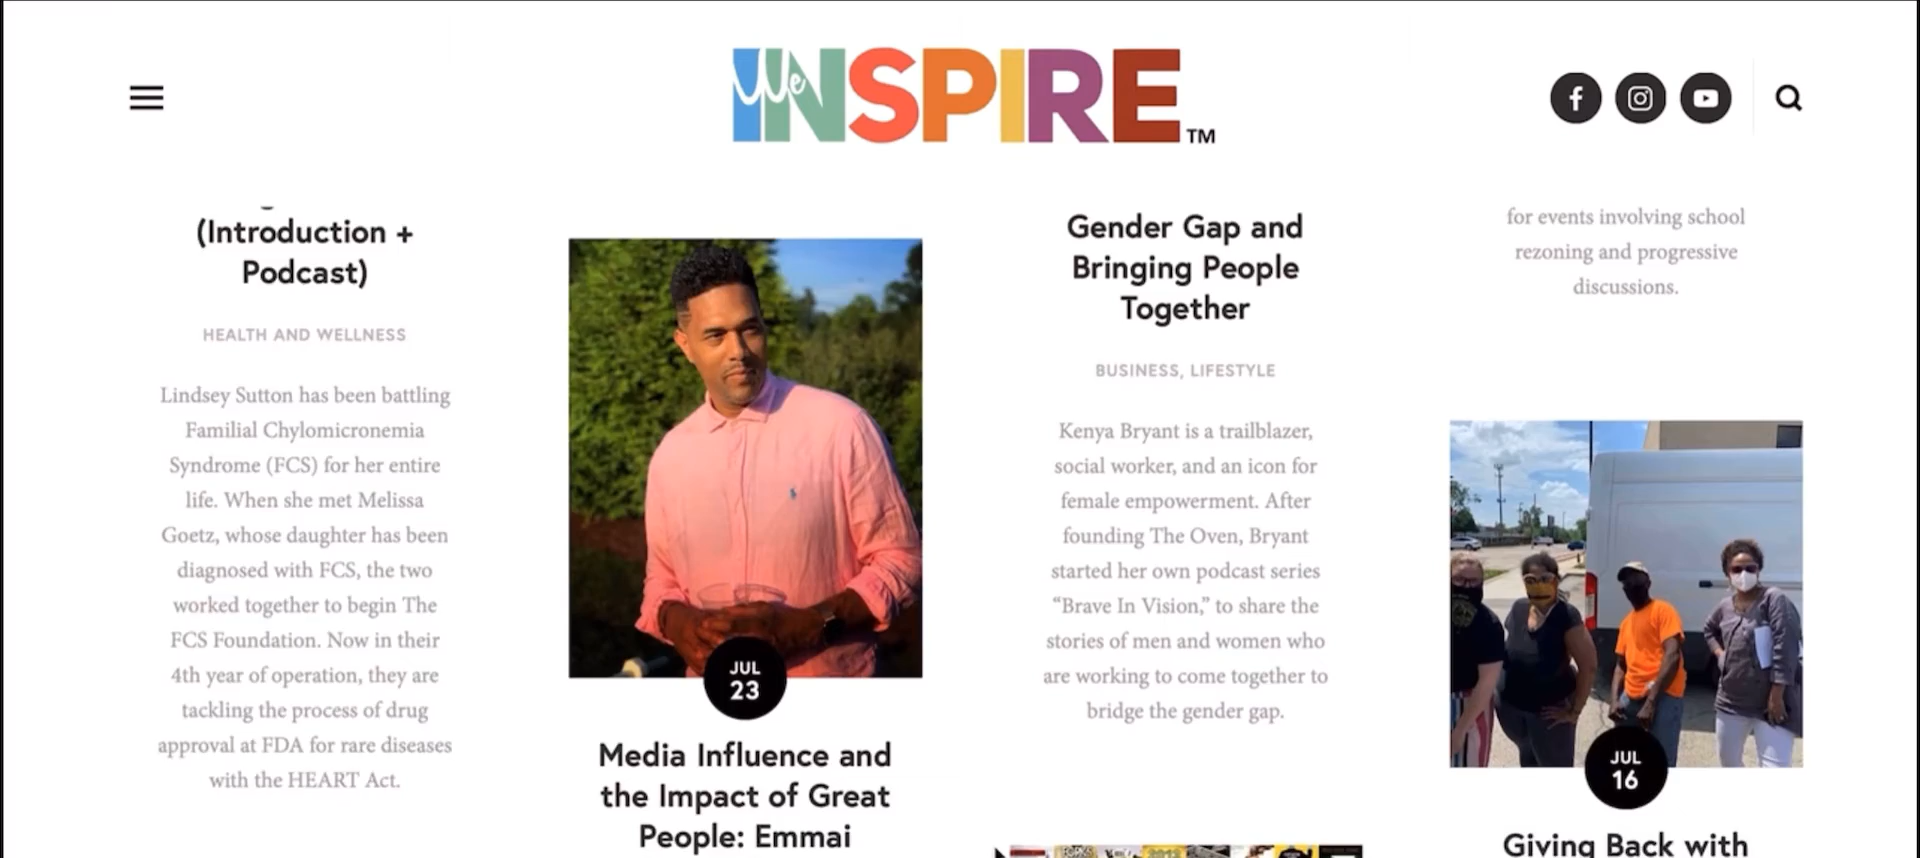 We
INSPIRE™
(Introduction +
Podcast)
HEALTH AND WELLNESS
Lindsey Sutton has been battling
Familial Chylomicronemia
Syndrome (FCS) for her entire
life. When she met Melissa
Goetz, whose daughter has been
diagnosed with FCS, the two
worked together to begin The
FCS Foundation. Now in their
4th year of operation, they are
tackling the process of drug
approval at FDA for rare diseases
with the HEART Act.
JUL
23
Media Influence and
the Impact of Great
People: Emmai
Gender Gap and
Bringing People
Together
BUSINESS, LIFESTYLE
Kenya Bryant is a trailblazer,
social worker, and an icon for
female empowerment. After
founding The Oven, Bryant
started her own podcast series
“Brave In Vision,” to share the
stories of men and women who
are working to come together to
bridge the gender gap.
for events involving school
rezoning and progressive
discussions.
JUL
16
Giving Back with